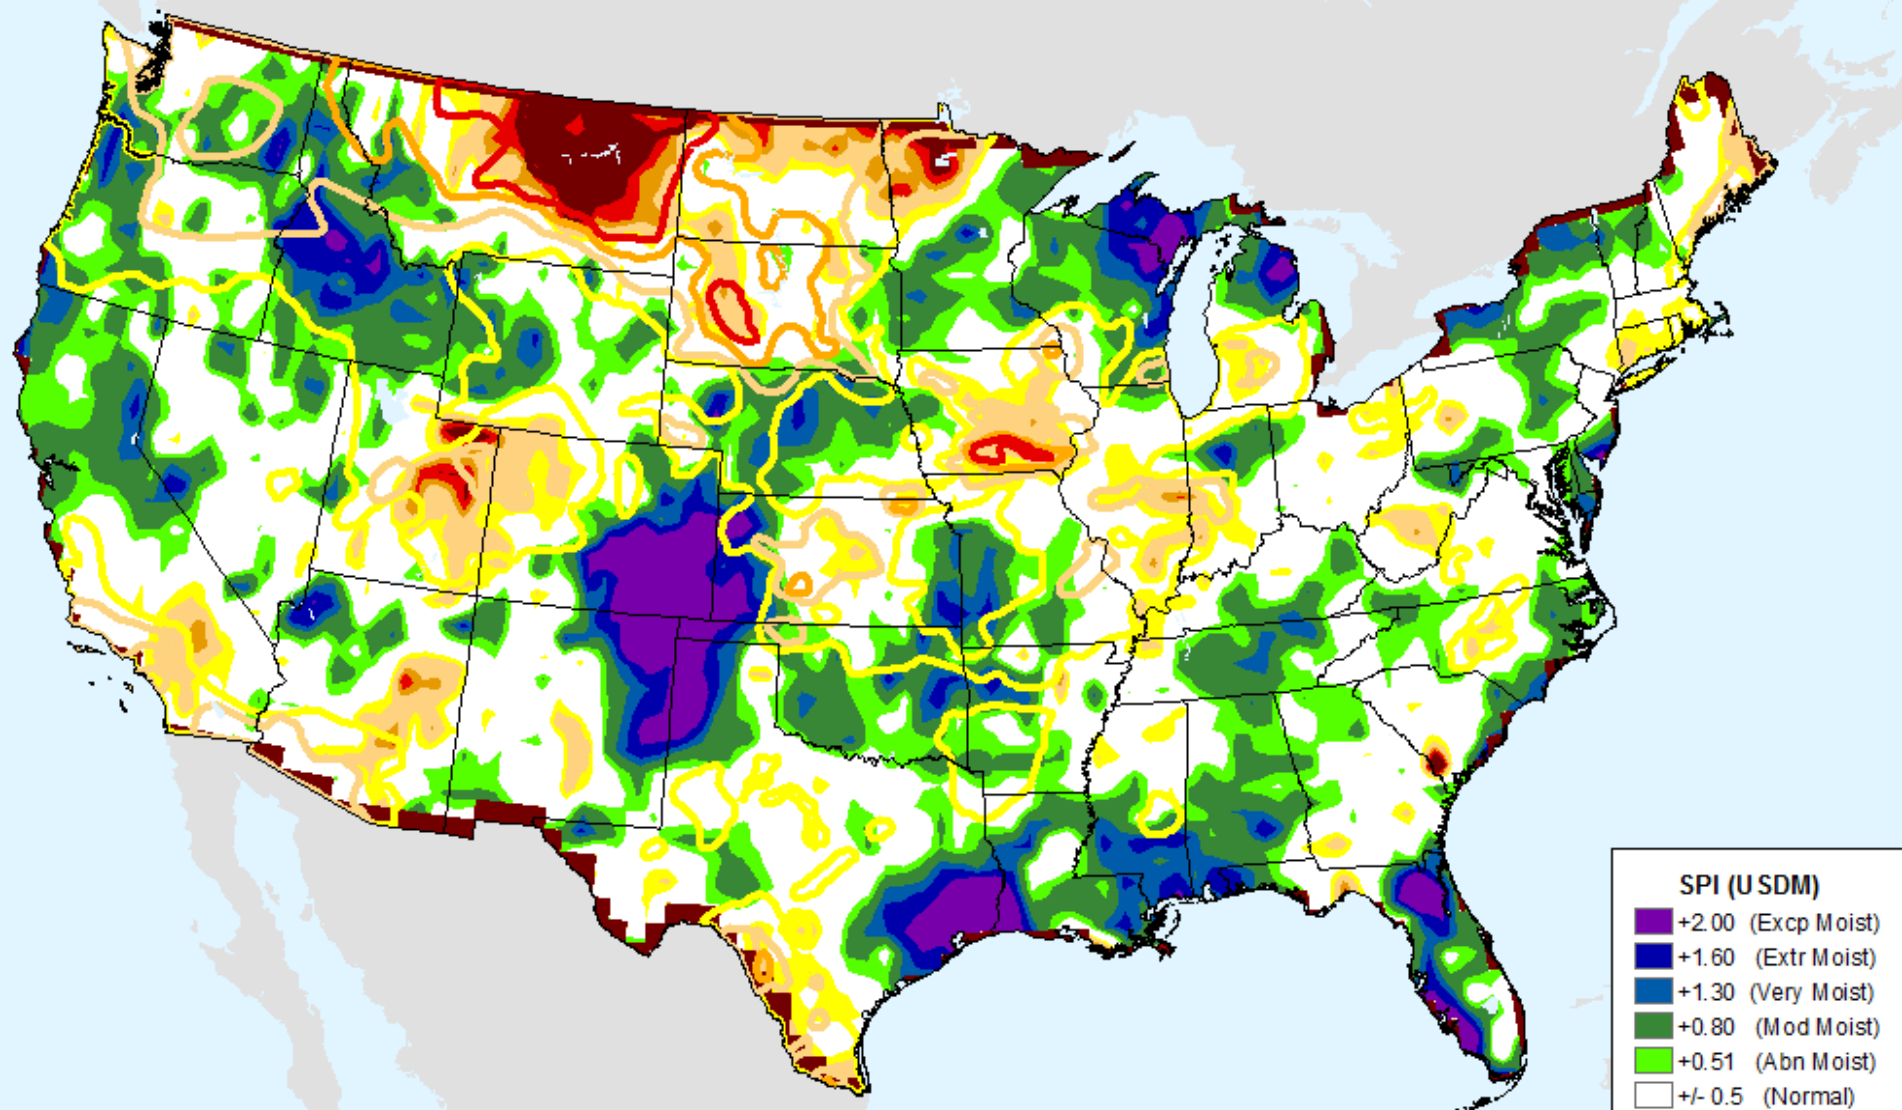 SPI (USDM)
+2.00 (Excp Moist)
+1.60 (Extr Moist)
+1.30 (Very Moist)
+0.80 (Mod Moist)
+0.51 (Abn Moist)
+/- 0.5 (Normal)